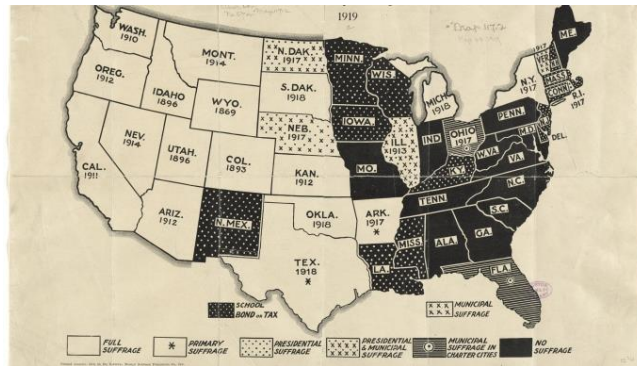 1919
WASH.
1910
OREG.
1912
CAL.
1911
NEV.
1914
IDAHO
1896
MONT.
1914
WYO.
1869
UTAH.
1896
COL.
1893
ARIZ.
1912
N.MEX.
N.DAK.
1917
S.DAK.
1918
NEB.
1917
KAN.
1912
OKLA.
1918
TEX.
1918
*
MINN.
IOWA.
MO.
ARK.
1917
*
LA.
WIS.
ILL
1913
MICH
1918
IND
OHIO
1917
KY.
TENN.
MISS.
ALA.
GA.
FLA.
S.C.
N.C.
VA.
W.VA.
M.D.
DEL.
PENN.
N.Y.
1917
1917
VER.
MASS
CONN.
R.I.
1917
ME.
SCHOOL
BOND OR TAX
MUNICIPAL
SUFFRAGE
FULL
SUFFRAGE
*
PRIMARY
SUFFRAGE
PRESIDENTIAL
SUFFRAGE
PRESIDENTIAL
& MUNICIPAL
SUFFRAGE
MUNICIPAL
SUFFRAGE IN
CHARTER CITIES
NO
SUFFRAGE